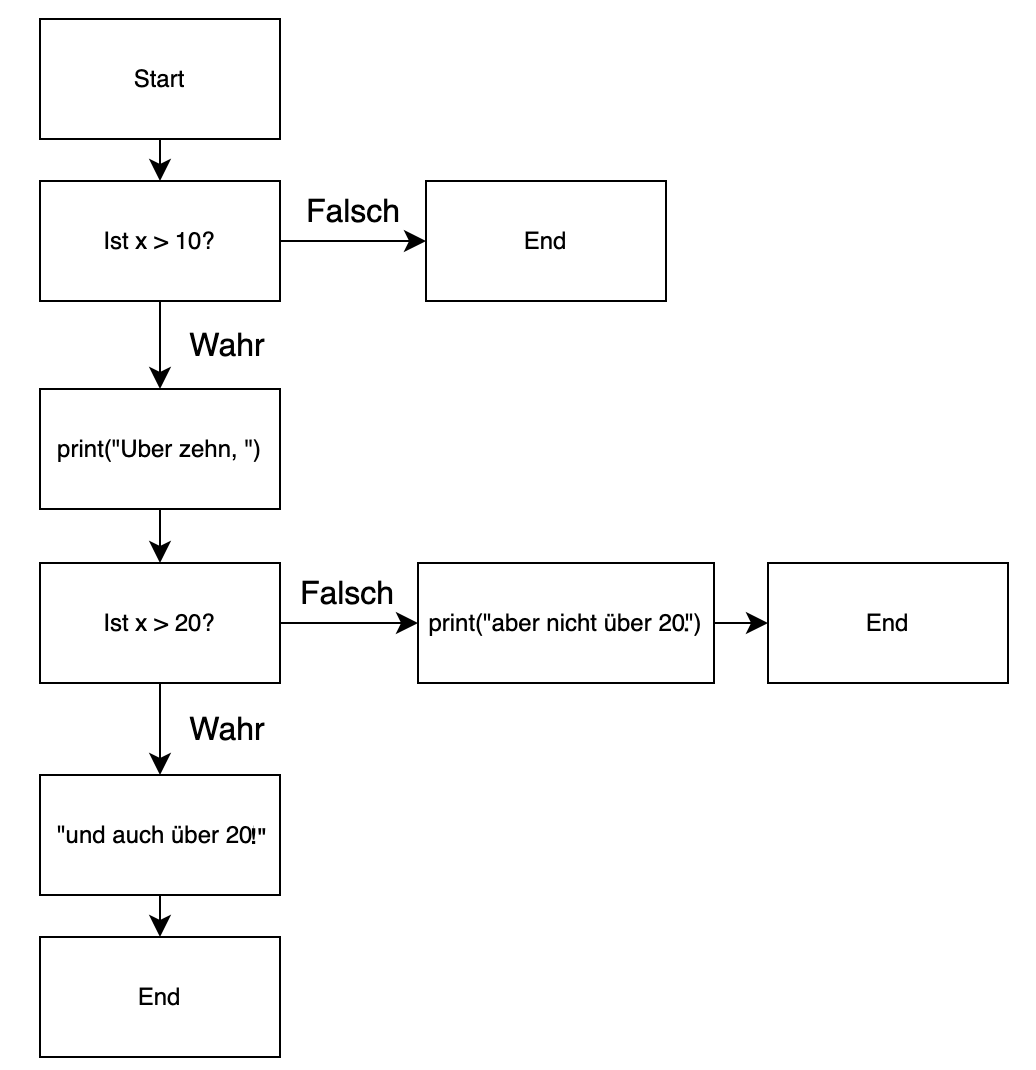 Start
Ist x > 10?
Falsch
End
Wahr
print("Uber zehn, ")
Ist x > 20?
Falsch
print("aber nicht über 20.")
End
Wahr
"und auch über 20!"
End